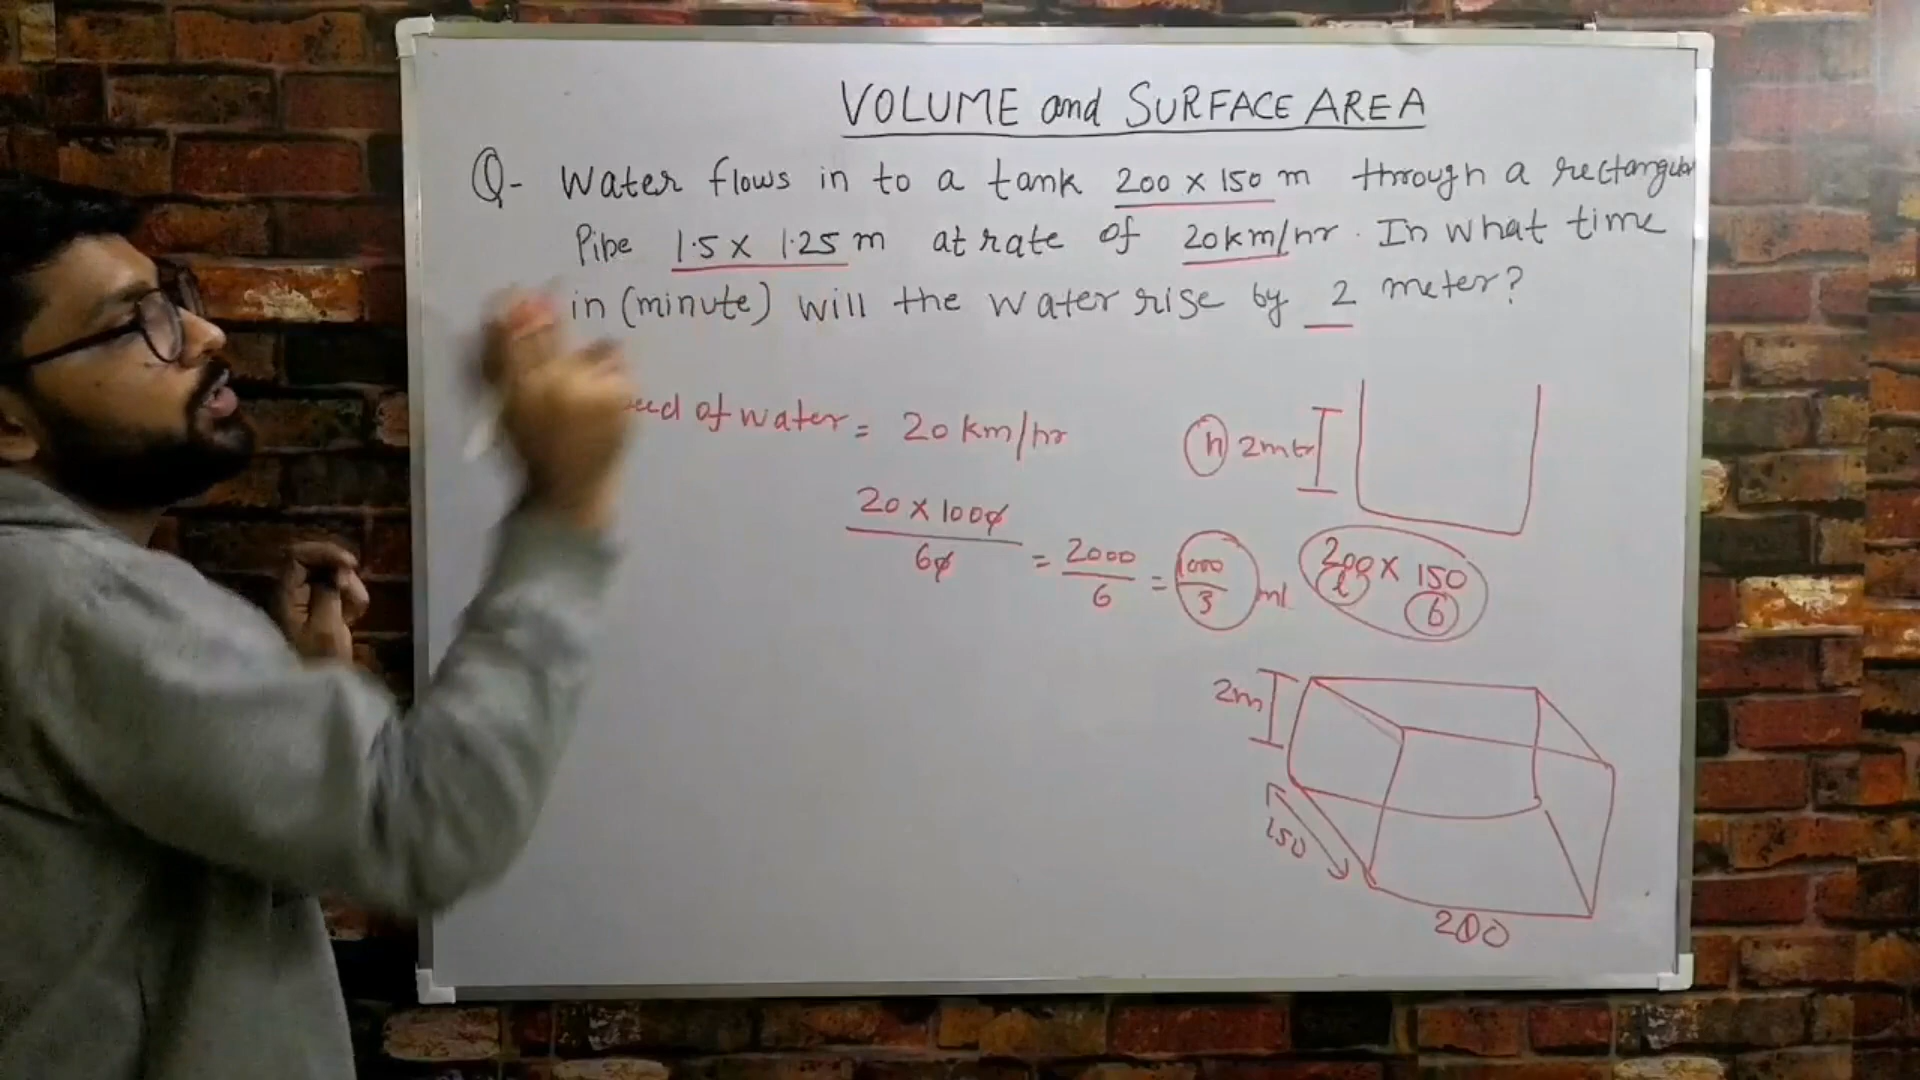 VOLUME and SURFACE AREA
Q- Water flows in to a tank 200 x 150 m through a rectangular
Pipe 1.5 x 1.25 m at rate of 20km/hr. In what time
in (minute) will the water rise by 2 meter?
of water = 20 km/hr
h 2mtr
20 x 1000
60
= 2000
6
= 1000
3
200 x 150
l b
2m
150
200